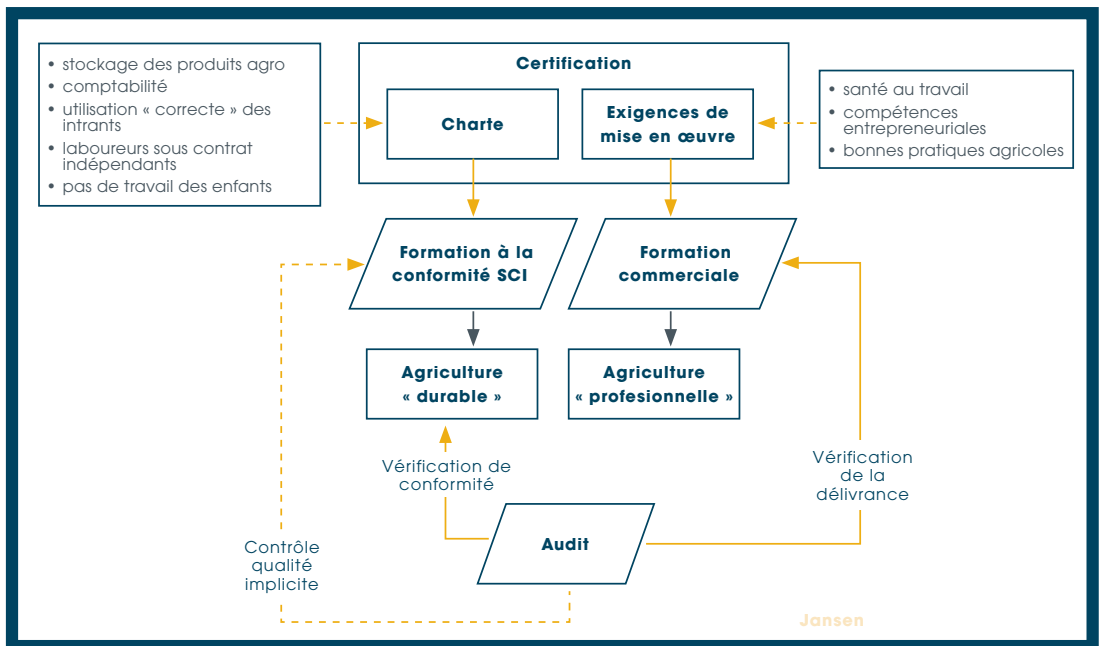 • stockage des produits agro
• comptabilité
• utilisation « correcte » des
intrants
• laboureurs sous contrat
indépendants
• pas de travail des enfants
Certification
Charte
Exigences de
mise en œuvre
• santé au travail
• compétences
entrepreneuriales
• bonnes pratiques agricoles
Formation à la
conformité SCI
Formation
commerciale
Agriculture
« durable »
Agriculture
« profesionnelle »
Vérification de
conformité
Vérification
de la
délivrance
Audit
Contrôle
qualité
implicite
Jansen